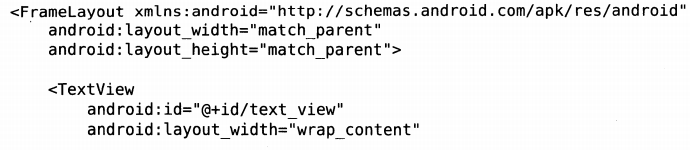 <FrameLayout xmlns:android="http://schemas.android.com/apk/res/android"
    android:layout_width="match_parent"
    android:layout_height="match_parent">

    <TextView
        android:id="@+id/text_view"
        android:layout_width="wrap_content"